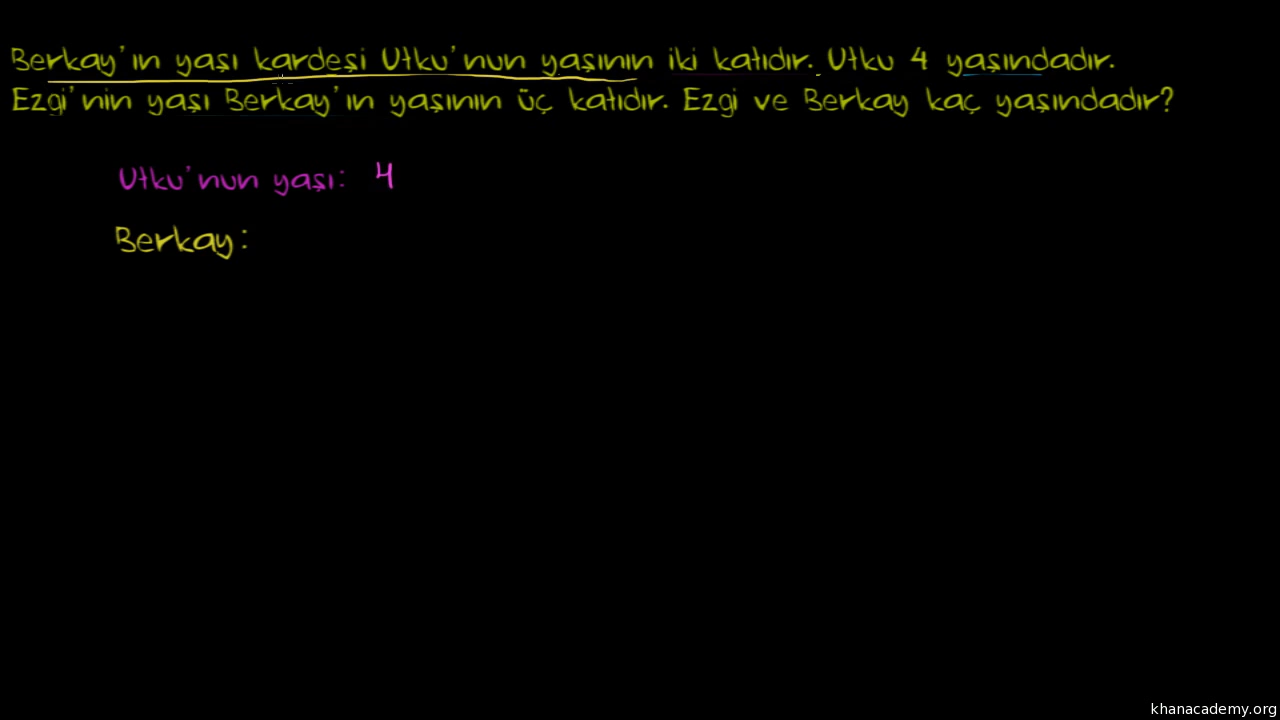 Berkay'ın yaşı kardeşi Utku'nun yaşının iki katıdır. Utku 4 yaşındadır.
Ezgi'nin yaşı Berkay'ın yaşının üç katıdır. Ezgi ve Berkay kaç yaşındadır?
Utku'nun yaşı: 4
Berkay:
khanacademy.org